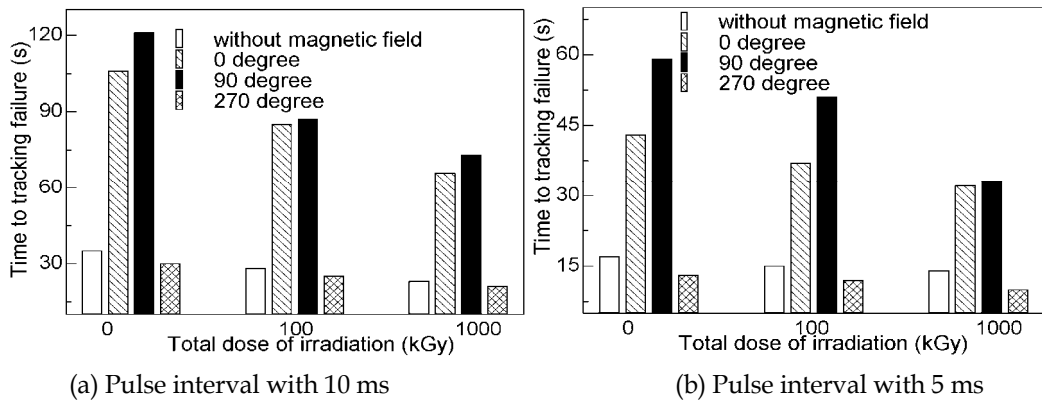 Time to tracking failure (s)
120
90
60
30
without magnetic field
0 degree
90 degree
270 degree
0
100
1000
Total dose of irradiation (kGy)
(a) Pulse interval with 10 ms
Time to tracking failure (s)
60
45
30
15
without magnetic field
0 degree
90 degree
270 degree
0
100
1000
Total dose of irradiation (kGy)
(b) Pulse interval with 5 ms